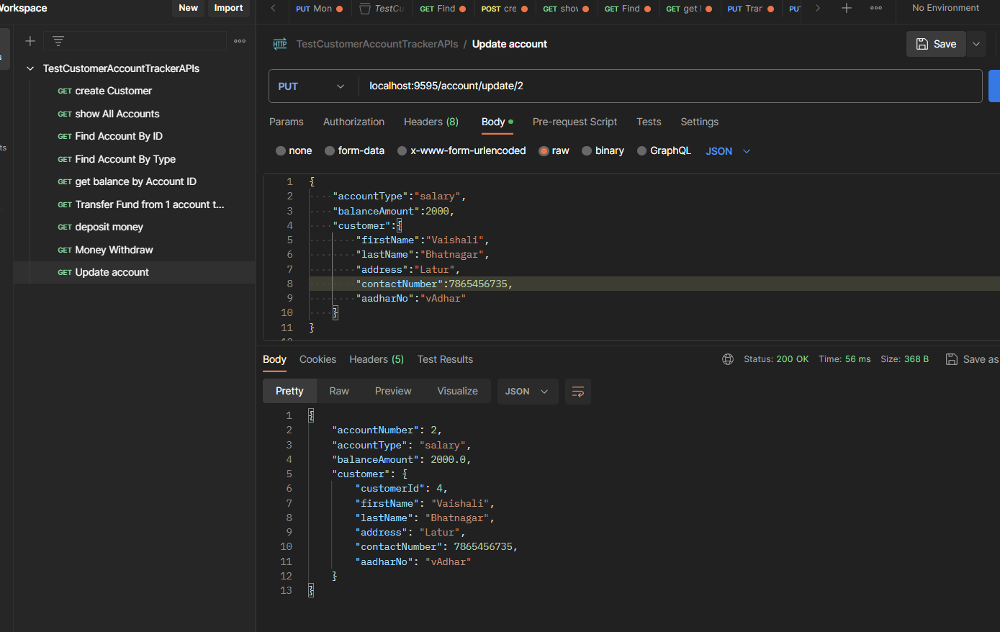 Workspace New Import
PUT Mon TestCu GET Find POST cre GET show GET Find GET get PUT Tran PUT No Environment
TestCustomerAccountTrackerAPIs / Update account Save
TestCustomerAccountTrackerAPIs
GET create Customer
GET show All Accounts
GET Find Account By ID
GET Find Account By Type
GET get balance by Account ID
GET Transfer Fund from 1 account t...
GET deposit money
GET Money Withdraw
GET Update account
ts
s
PUT localhost:9595/account/update/2
Params Authorization Headers (8) Body Pre-request Script Tests Settings
none form-data x-www-form-urlencoded raw binary GraphQL JSON
1 {
2 "accountType":"salary",
3 "balanceAmount":2000,
4 "customer":{
5 "firstName":"Vaishali",
6 "lastName":"Bhatnagar",
7 "address":"Latur",
8 "contactNumber":7865456735,
9 "aadharNo":"vAdhar"
10 }
11 }
Body Cookies Headers (5) Test Results Status: 200 OK Time: 56 ms Size: 368 B Save as
Pretty Raw Preview Visualize JSON
1 {
2 "accountNumber": 2,
3 "accountType": "salary",
4 "balanceAmount": 2000.0,
5 "customer": {
6 "customerId": 4,
7 "firstName": "Vaishali",
8 "lastName": "Bhatnagar",
9 "address": "Latur",
10 "contactNumber": 7865456735,
11 "aadharNo": "vAdhar"
12 }
13 }